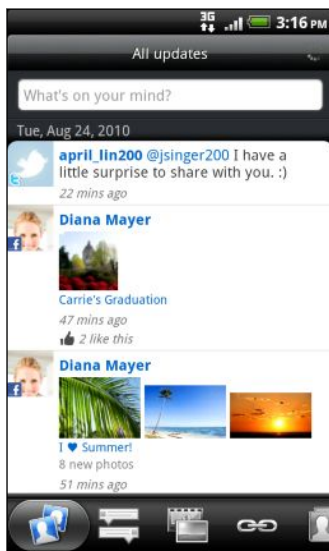 3G 3:16 PM
All updates
What's on your mind?
Tue, Aug 24, 2010
april_lin200 @jsinger200 I have a
little surprise to share with you. :)
22 mins ago
Diana Mayer
Carrie's Graduation
47 mins ago
2 like this
Diana Mayer
I ♥ Summer!
8 new photos
51 mins ago